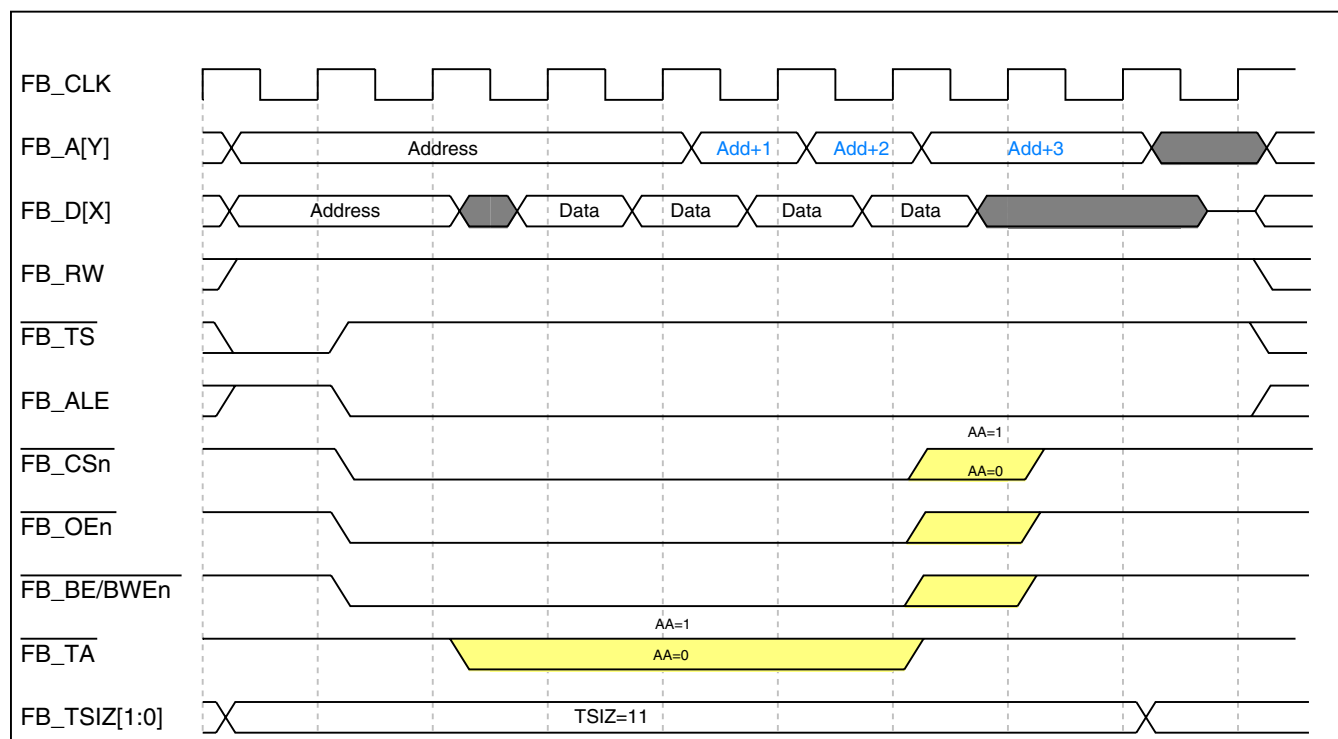 FB_CLK
FB_A[Y] Address Add+1 Add+2 Add+3
FB_D[X] Address Data Data Data Data
FB_RW
FB_TS
FB_ALE
AA=1
FB_CSn AA=0
FB_OEn
FB_BE/BWEn
AA=1
FB_TA AA=0
FB_TSIZ[1:0] TSIZ=11